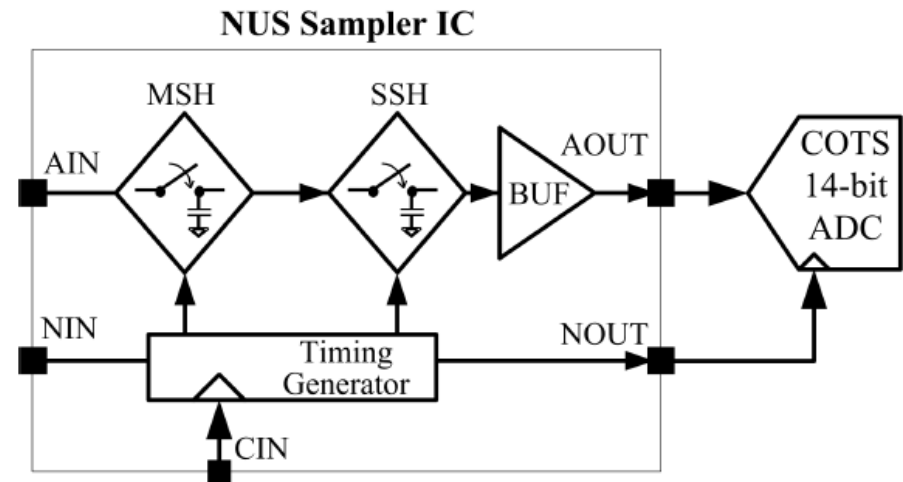 NUS Sampler IC
MSH
SSH
AIN
BUF
AOUT
COTS
14-bit
ADC
NIN
Timing
Generator
NOUT
CIN